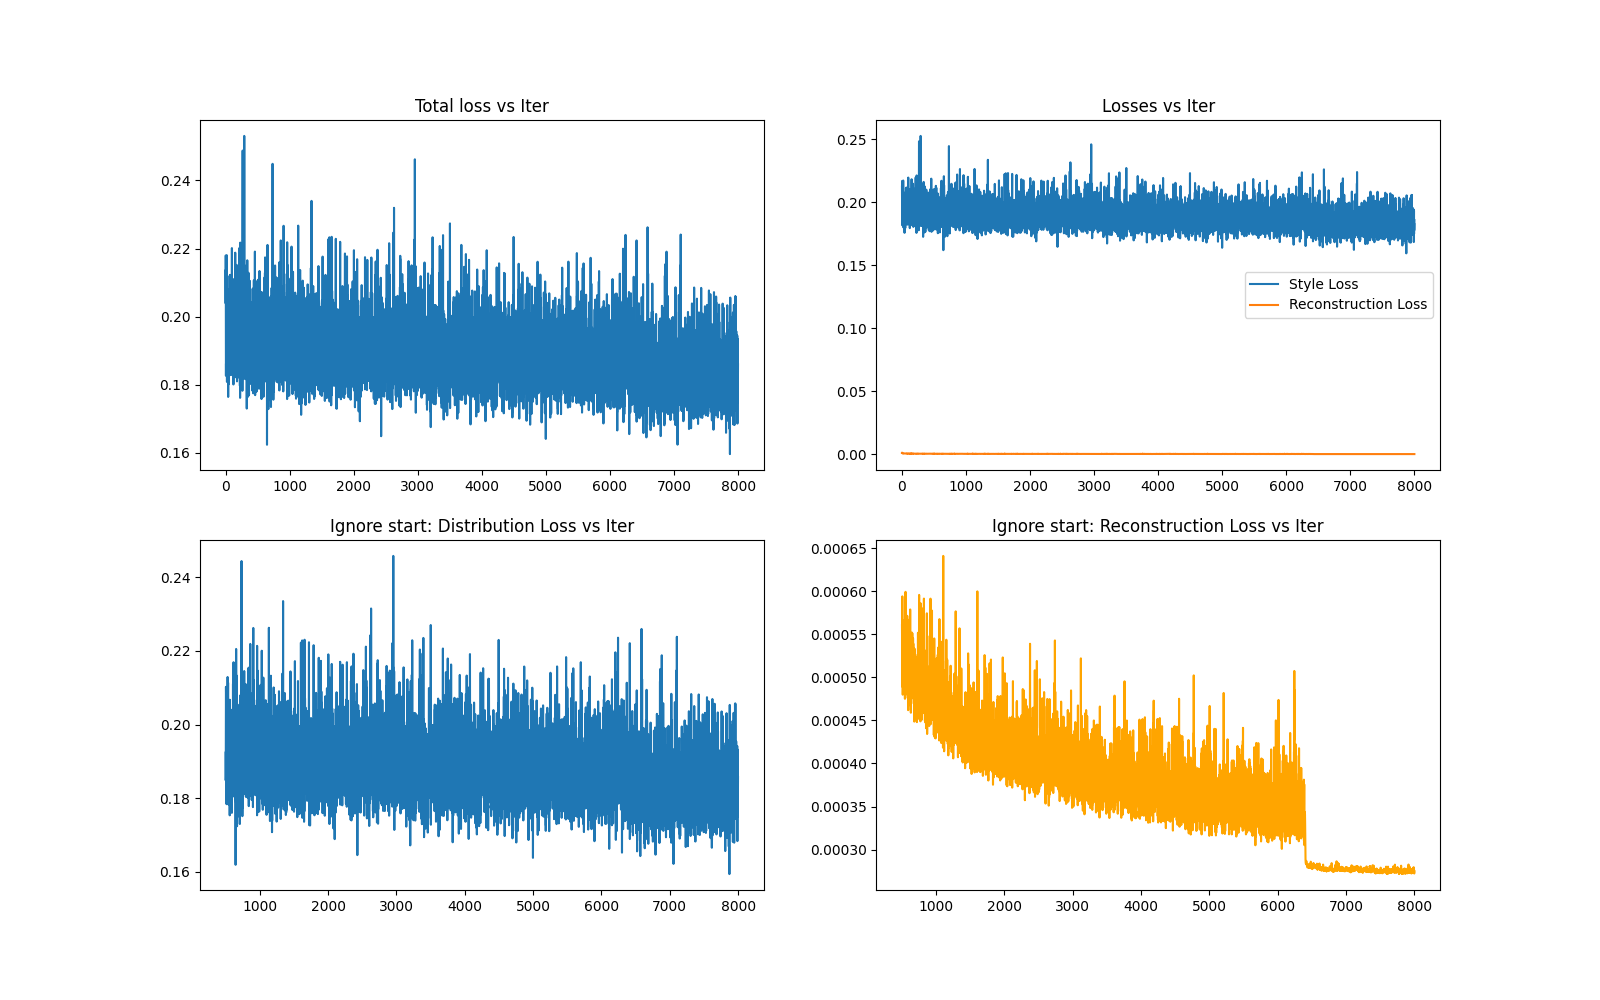 Total loss vs Iter
0.24
0.22
0.20
0.18
0.16
0 1000 2000 3000 4000 5000 6000 7000 8000
Losses vs Iter
0.25
0.20
0.15
0.10
0.05
0.00
Style Loss
Reconstruction Loss
0 1000 2000 3000 4000 5000 6000 7000 8000
Ignore start: Distribution Loss vs Iter
0.24
0.22
0.20
0.18
0.16
1000 2000 3000 4000 5000 6000 7000 8000
Ignore start: Reconstruction Loss vs Iter
0.00065
0.00060
0.00055
0.00050
0.00045
0.00040
0.00035
0.00030
1000 2000 3000 4000 5000 6000 7000 8000